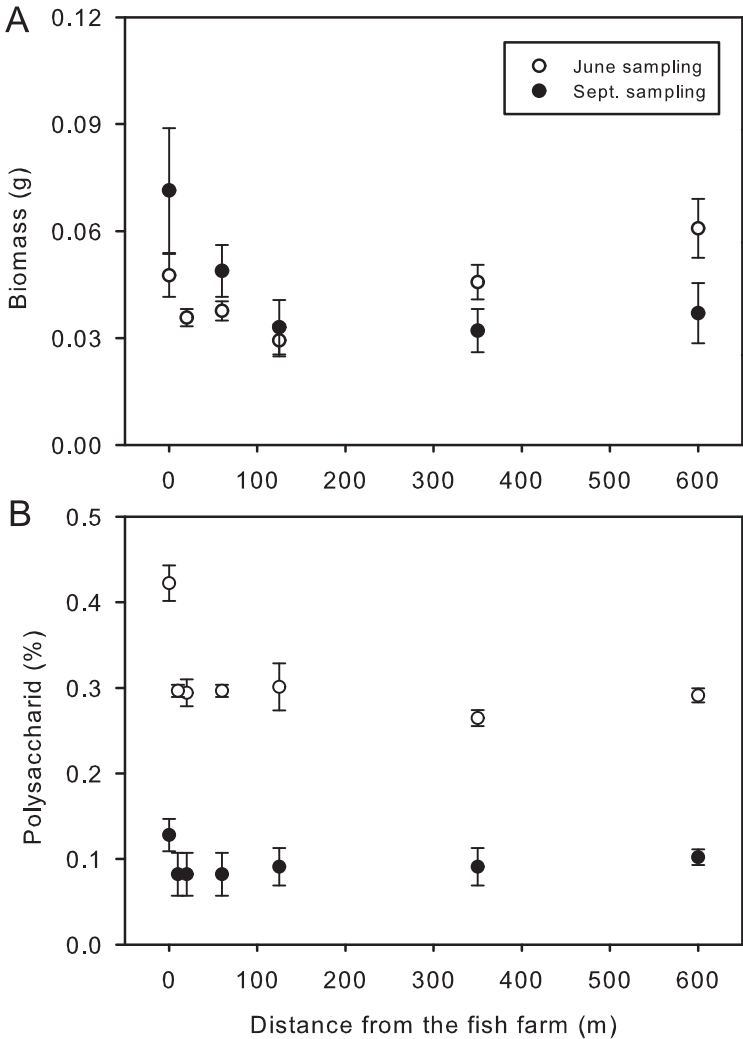 A
0.12
June sampling
Sept. sampling
0.09
Biomass (g)
0.06
0.03
0.00
0 100 200 300 400 500 600
B
0.5
0.4
0.3
Polysaccharid (%)
0.2
0.1
0.0
0 100 200 300 400 500 600
Distance from the fish farm (m)